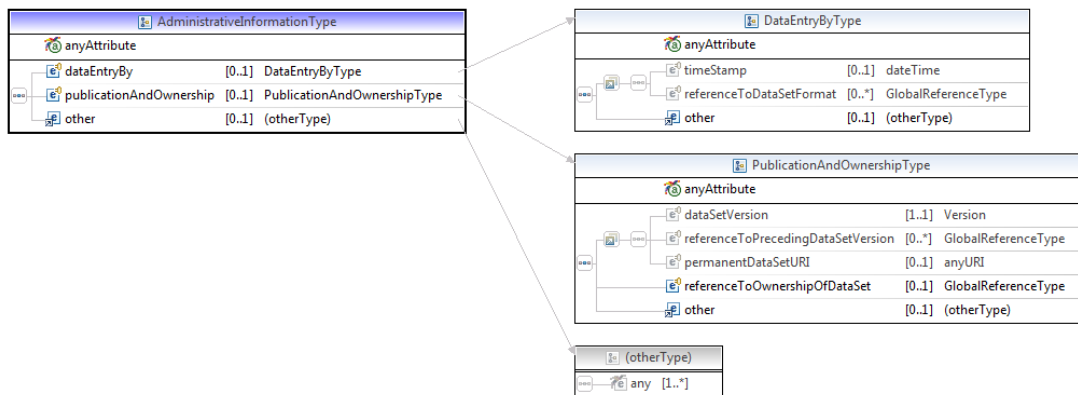 AdministrativeInformationType
anyAttribute
dataEntryBy [0..1] DataEntryByType
publicationAndOwnership [0..1] PublicationAndOwnershipType
other [0..1] (otherType)
DataEntryByType
anyAttribute
timeStamp [0..1] dateTime
referenceToDataSetFormat [0..*] GlobalReferenceType
other [0..1] (otherType)
PublicationAndOwnershipType
anyAttribute
dataSetVersion [1..1] Version
referenceToPrecedingDataSetVersion [0..*] GlobalReferenceType
permanentDataSetURI [0..1] anyURI
referenceToOwnershipOfDataSet [0..1] GlobalReferenceType
other [0..1] (otherType)
(otherType)
any [1..*]